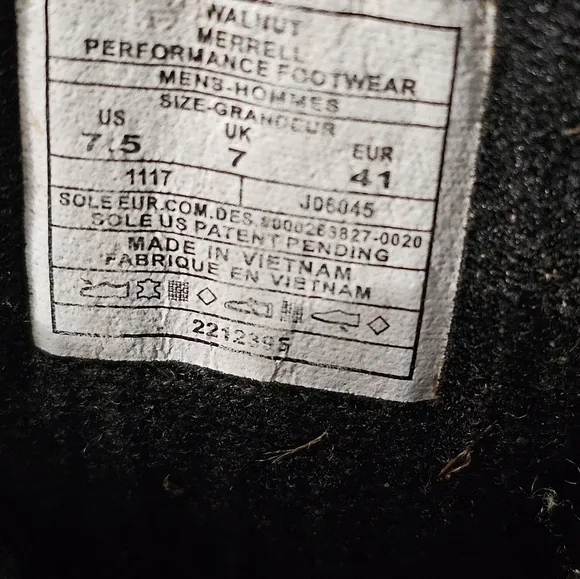 WALNUT
MERRELL
PERFORMANCE FOOTWEAR
MENS-HOMMES
SIZE-GRANDEUR
US UK EUR
7.5 7 41
1117 J06045
SOLE EUR.COM.DES.#000263827-0020
SOLE US PATENT PENDING
MADE IN VIETNAM
FABRIQUE EN VIETNAM
2212395